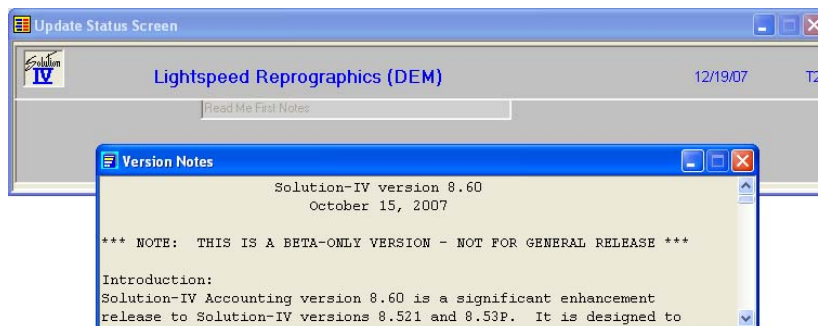 Update Status Screen
Solution
IV
Lightspeed Reprographics (DEM) 12/19/07 T2
Read Me First Notes
Version Notes
Solution-IV version 8.60
October 15, 2007
*** NOTE: THIS IS A BETA-ONLY VERSION - NOT FOR GENERAL RELEASE ***
Introduction:
Solution-IV Accounting version 8.60 is a significant enhancement
release to Solution-IV versions 8.521 and 8.53P. It is designed to